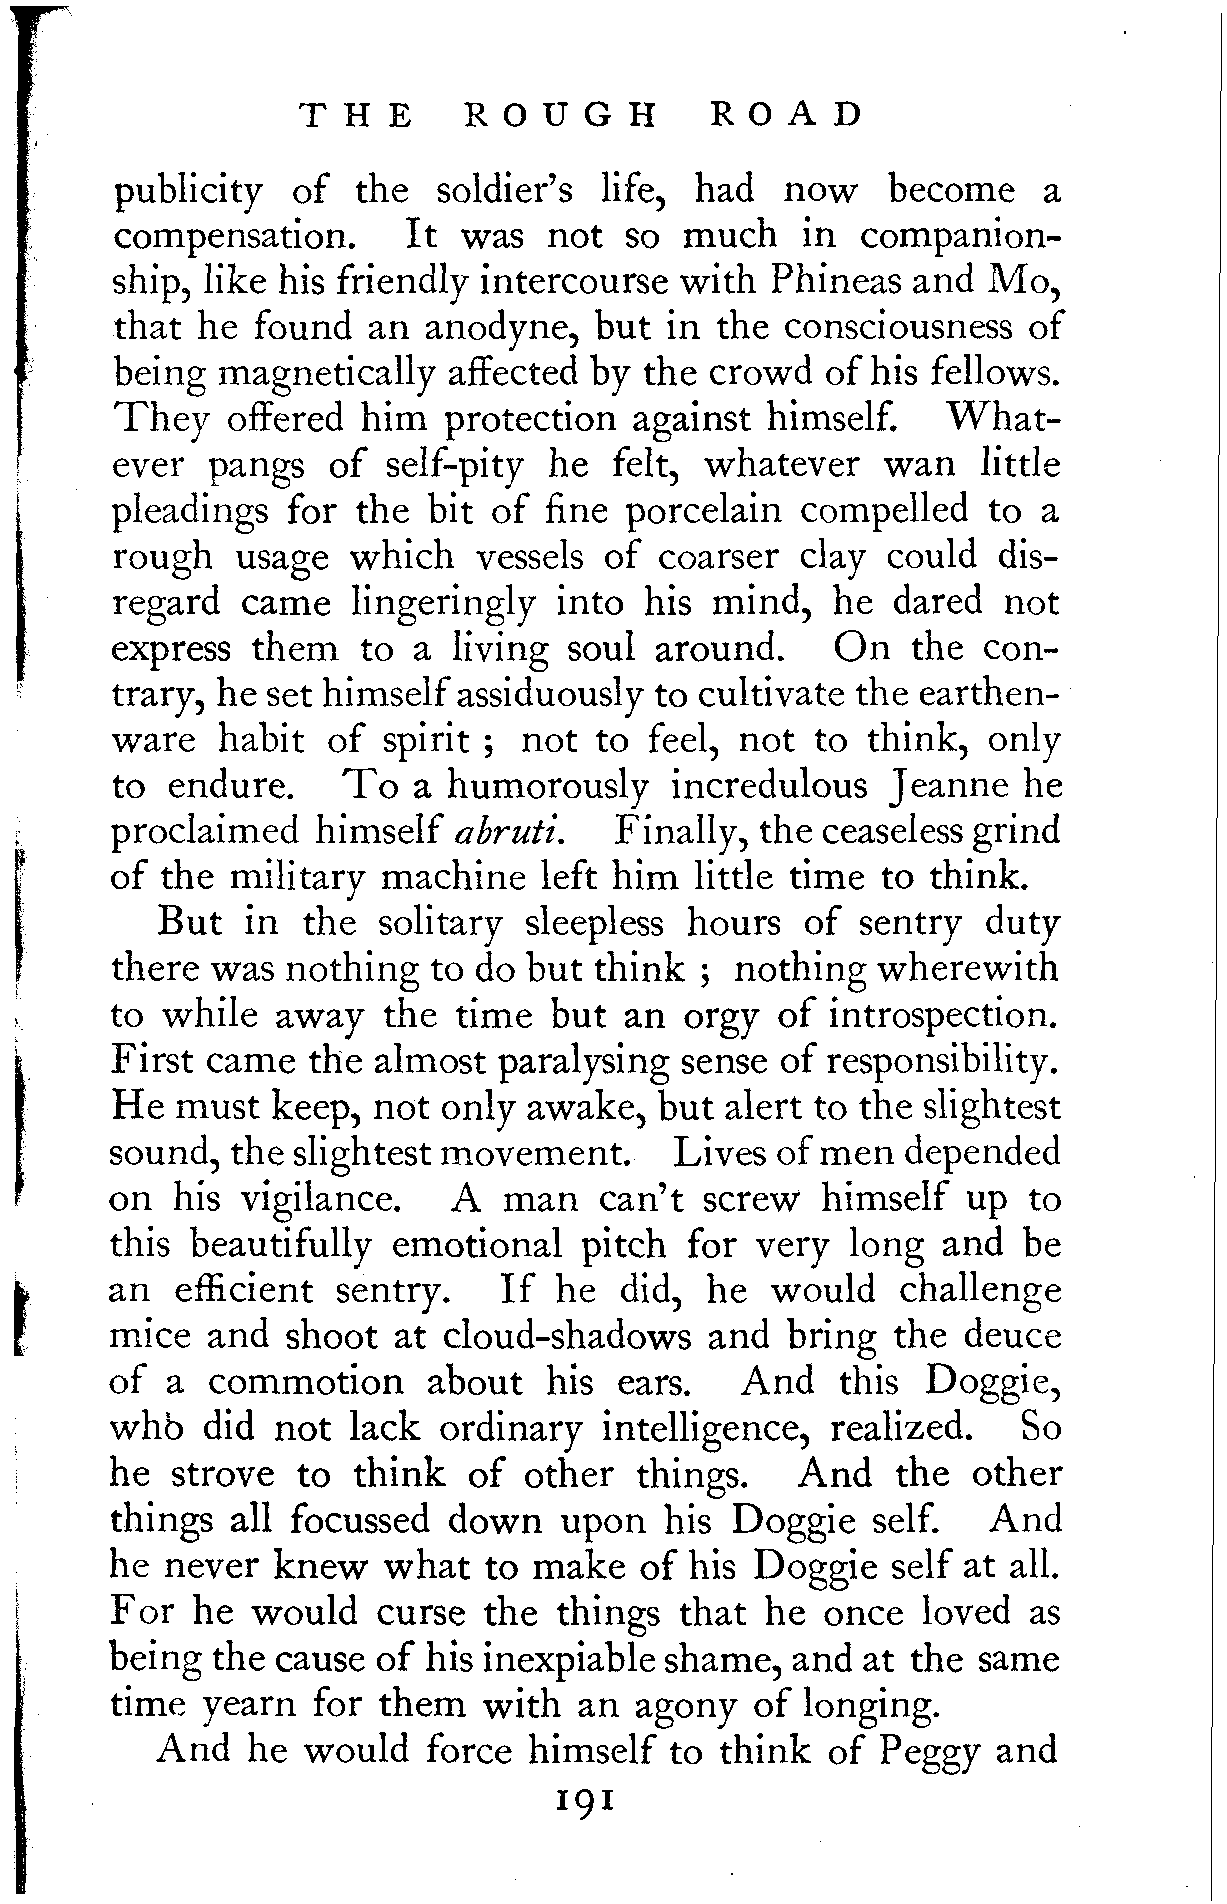 THE ROUGH ROAD
publicity of the soldier's life, had now become a
compensation. It was not so much in companion-
ship, like his friendly intercourse with Phineas and Mo,
that he found an anodyne, but in the consciousness of
being magnetically affected by the crowd of his fellows.
They offered him protection against himself. What-
ever pangs of self-pity he felt, whatever wan little
pleadings for the bit of fine porcelain compelled to a
rough usage which vessels of coarser clay could dis-
regard came lingeringly into his mind, he dared not
express them to a living soul around. On the con-
trary, he set himself assiduously to cultivate the earthen-
ware habit of spirit ; not to feel, not to think, only
to endure. To a humorously incredulous Jeanne he
proclaimed himself abruti. Finally, the ceaseless grind
of the military machine left him little time to think.
But in the solitary sleepless hours of sentry duty
there was nothing to do but think ; nothing wherewith
to while away the time but an orgy of introspection.
First came the almost paralysing sense of responsibility.
He must keep, not only awake, but alert to the slightest
sound, the slightest movement. Lives of men depended
on his vigilance. A man can't screw himself up to
this beautifully emotional pitch for very long and be
an efficient sentry. If he did, he would challenge
mice and shoot at cloud-shadows and bring the deuce
of a commotion about his ears. And this Doggie,
who did not lack ordinary intelligence, realized. So
he strove to think of other things. And the other
things all focussed down upon his Doggie self. And
he never knew what to make of his Doggie self at all.
For he would curse the things that he once loved as
being the cause of his inexpiable shame, and at the same
time yearn for them with an agony of longing.
And he would force himself to think of Peggy and
191